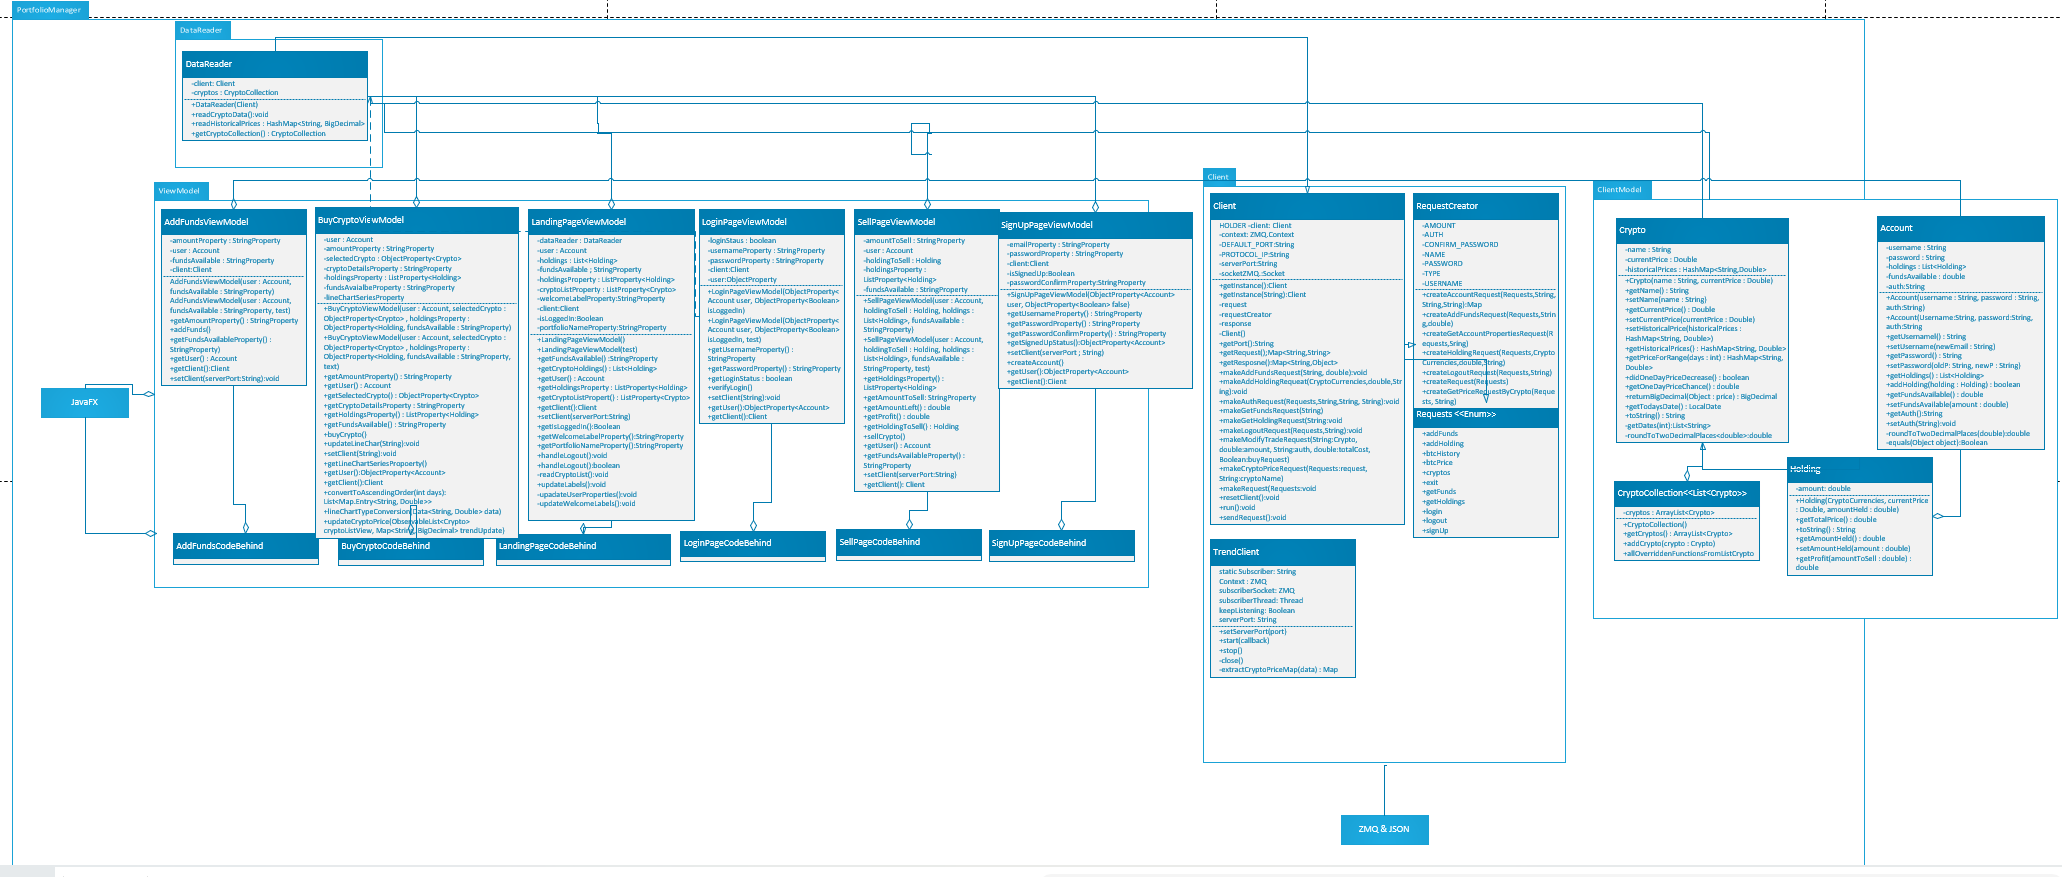 PortfolioManager
DataReader
DataReader
-client: Client
-cryptos : CryptoCollection
+DataReader(Client)
+readCryptoData():void
+readHistoricalPrices : HashMap<String, BigDecimal>
+getCryptoCollection() : CryptoCollection
ViewModel
AddFundsViewModel
-amountProperty : StringProperty
-user : Account
-fundsAvailable : StringProperty
-client:Client
AddFundsViewModel(user : Account,
fundsAvailable : StringProperty)
AddFundsViewModel(user : Account,
fundsAvailable : StringProperty, test)
+getAmountProperty() : StringProperty
+addFunds()
+getFundsAvailableProperty() :
StringProperty)
+getUser() : Account
+getClient():Client
+setClient(serverPort:String):void
BuyCryptoViewModel
-user : Account
-amountProperty : StringProperty
-selectedCrypto : ObjectProperty<Crypto>
-cryptoDetailsProperty : StringProperty
-holdingsProperty : ListProperty<Holding>
-fundsAvaialbeProperty : StringProperty
-lineChartSeriesProperty
+BuyCryptoViewModel(user : Account, selectedCrypto :
ObjectProperty<Crypto> , holdingsProperty :
ObjectProperty<Holding, fundsAvailable : StringProperty)
+BuyCryptoViewModel(user : Account, selectedCrypto :
ObjectProperty<Crypto> , holdingsProperty :
ObjectProperty<Holding, fundsAvailable : StringProperty,
text)
+getAmountProperty() : StringProperty
+getUser() : Account
+getSelectedCrypto() : ObjectProperty<Crypto>
+getCryptoDetailsProperty : StringProperty
+getHoldingsProperty() : ListProperty<Holding>
+getFundsAvailable() : StringProperty
+buyCrypto()
+updateLineChar(String):void
+setClient(String):void
+getLineChartSeriesProperty()
+getUser():ObjectProperty<Account>
+getClient():Client
+convertToAscendingOrder(int days):
List<Map.Entry<String, Double>>
+lineChartTypeConversion(Data<String, Double> data)
+updateCryptoPrice(ObservableList<Crypto>
cryptoListView, Map<String, BigDecimal> trendUpdate)
LandingPageViewModel
-dataReader : DataReader
-user : Account
-holdings : List<Holding>
-fundsAvailable ; StringProperty
-holdingsProperty : ListProperty<Holding>
-cryptoListProperty : ListProperty<Crypto>
-welcomeLabelProperty:StringProperty
-client:Client
-isLoggedIn:Boolean
-portfolioNameProperty:StringProperty
+LandingPageViewModel()
+LandingPageViewModel(test)
+getFundsAvailable() :StringProperty
+getCryptoHoldings() : List<Holding>
+getUser() : Account
+getHoldingsProperty : ListProperty<Holding>
+getCryptoListProperty() : ListProperty<Crypto>
+getClient():Client
+setClient(serverPort:String)
+getIsLoggedIn():Boolean
+getWelcomeLabelProperty():StringProperty
+getPortfolioNameProperty():StringProperty
+handleLogout():void
+handleLogout():boolean
-readCryptoList():void
+updateLabels():void
-upadateUserProperties():void
-updateWelcomeLabels():void
LoginPageViewModel
-loginStaus : boolean
-usernameProperty : StringProperty
-passwordProperty : StringProperty
-client:Client
-user:ObjectProperty
+LoginPageViewModel(ObjectProperty<
Account user, ObjectProperty<Boolean>
isLoggedIn)
+LoginPageViewModel(ObjectProperty<
Account user, ObjectProperty<Boolean>
isLoggedIn, test)
+getUsernameProperty() :
StringProperty
+getPasswordProperty() : StringProperty
+getLoginStatus : boolean
+verifyLogin()
+setClient(String):void
+getUser():ObjectProperty<Account>
+getClient():Client
SellPageViewModel
-amountToSell : StringProperty
-user : Account
-holdingToSell : Holding
-holdingsProperty :
ListProperty<Holding>
-fundsAvailable : StringProperty
+SellPageViewModel(user : Account,
holdingToSell : Holding, holdings :
List<Holding>, fundsAvailable :
StringProperty)
+SellPageViewModel(user : Account,
holdingToSell : Holding, holdings :
List<Holding>, fundsAvailable :
StringProperty, test)
+getHoldingsProperty() :
ListProperty<Holding>
+getAmountToSell : StringProperty
+getAmountLeft() : double
+getProfit() : double
+getHoldingToSell() : Holding
+sellCrypto()
+getUser() : Account
+getFundsAvailableProperty() :
StringProperty
+setClient(serverPort:String)
+getClient(): Client
SignUpPageViewModel
-emailProperty : StringProperty
-passwordProperty : StringProperty
-client:Client
-isSignedUp:Boolean
-passwordConfirmProperty:StringProperty
+SignUpPageViewModel(ObjectProperty<Account>
user, ObjectProperty<Boolean> false)
+getUsernameProperty() : StringProperty
+getPasswordProperty() : StringProperty
+getPasswordConfirmProperty() : StringProperty
+getSignedUpStatus():ObjectProperty<Account>
+setClient(serverPort ; String)
+createAccount()
+getUser():ObjectProperty<Account>
+getClient():Client
JavaFX
AddFundsCodeBehind
BuyCryptoCodeBehind
LandingPageCodeBehind
LoginPageCodeBehind
SellPageCodeBehind
SignUpPageCodeBehind
Client
Client
HOLDER -client: Client
-context: ZMQ.Context
-DEFAULT_PORT:String
-PROTOCOL_IP:String
-serverPort:String
-socketZMQ.:Socket
+getInstance():Client
+getInstance(String):Client
-request
-requestCreator
-response
-Client()
+getPort():String
+getRequest();Map<String,String>
+getResposne():Map<String,Object>
+makeAddFundsRequest(String, double):void
+makeAddHoldingRequeat(CryptoCurrencies,double,Str
ing):void
+makeAuthRequest(Requests,String,String, String):void
+makeGetFundsRequest(String)
+makeGetHoldingRequest(String:void
+makeLogoutRequest(Requests,String):void
+makeModifyTradeRequest(String:Crypto,
double:amount, String:auth, double:totalCost,
Boolean:buyRequest)
+makeCryptoPriceRequest(Requests:request,
String:cryptoName)
+makeRequest(Requests:void
-resetClient():void
+run():void
+sendRequest():void
RequestCreator
-AMOUNT
-AUTH
-CONFIRM_PASSWORD
-NAME
-PASSWORD
-TYPE
-USERNAME
+createAccountRequest(Requests,String,
String,String):Map
+createAddFundsRequest(Requests,Strin
g,double)
+createGetAccountPropertiesRequest(R
equests,String)
+createHoldingRequest(Requests,Crypto
Currencies,double,String)
+createLogoutRequest(Requests,String)
+createRequest(Requests)
+createGetPriceRequestByCrypto(Reque
sts, String)
Requests <<Enum>>
+addFunds
+addHolding
+btcHistory
+btcPrice
+cryptos
+exit
+getFunds
+getHoldings
+login
+logout
+signUp
TrendClient
static Subscriber: String
Context : ZMQ
subscriberSocket: ZMQ
subscriberThread: Thread
keepListening: Boolean
serverPort: String
+setServerPort(port)
+start(callback)
+stop()
-close()
-extractCryptoPriceMap(data) : Map
ZMQ & JSON
ClientModel
Crypto
-name : String
-currentPrice : Double
-historicalPrices : HashMap<String,Double>
+Crypto(name : String, currentPrice : Double)
+getName() : String
+setName(name : String)
+getCurrentPrice() : Double
+setCurrentPrice(currentPrice : Double)
+setHistoricalPrice(historicalPrices :
HashMap<String, Double>)
+getHistoricalPrices() : HashMap<String, Double>
+getPriceForRange(days : int) : HashMap<String,
Double>
+didOneDayPriceDecrease() : boolean
+getOneDayPriceChance() : double
+returnBigDecimal(Object : price) : BigDecimal
+getTodaysDate() : LocalDate
+toString() : String
-getDates(int):List<String>
-roundToTwoDecimalPlaces<double>:double
Account
-username : String
-password : String
-holdings : List<Holding>
-fundsAvailable : double
-auth:String
+Account(username : String, password : String,
auth:String)
+Account(Username:String, password:String,
auth:String
+getUsername() : String
+setUsername(newEmail : String)
+getPassword() : String
+setPassword(oldP: String, newP : String)
+getHoldings() : List<Holding>
+addHolding(holding : Holding) : boolean
+getFundsAvailable() : double
+setFundsAvailable(amount : double)
+getAuth():String
+setAuth(String):void
-roundToTwoDecimalPlaces(double):double
-equals(Object object):Boolean
CryptoCollection<<List<Crypto>>
-cryptos : ArrayList<Crypto>
+CryptoCollection()
+getCryptos() : ArrayList<Crypto>
+addCrypto(crypto : Crypto)
+allOverriddenFunctionsFromListCrypto
Holding
-amount: double
+Holding(CryptoCurrencies, currentPrice
: Double, amountHeld : double)
+getTotalPrice() : double
+toString() : String
+getAmountHeld() : double
+setAmountHeld(amount : double)
+getProfit(amountToSell : double) :
double